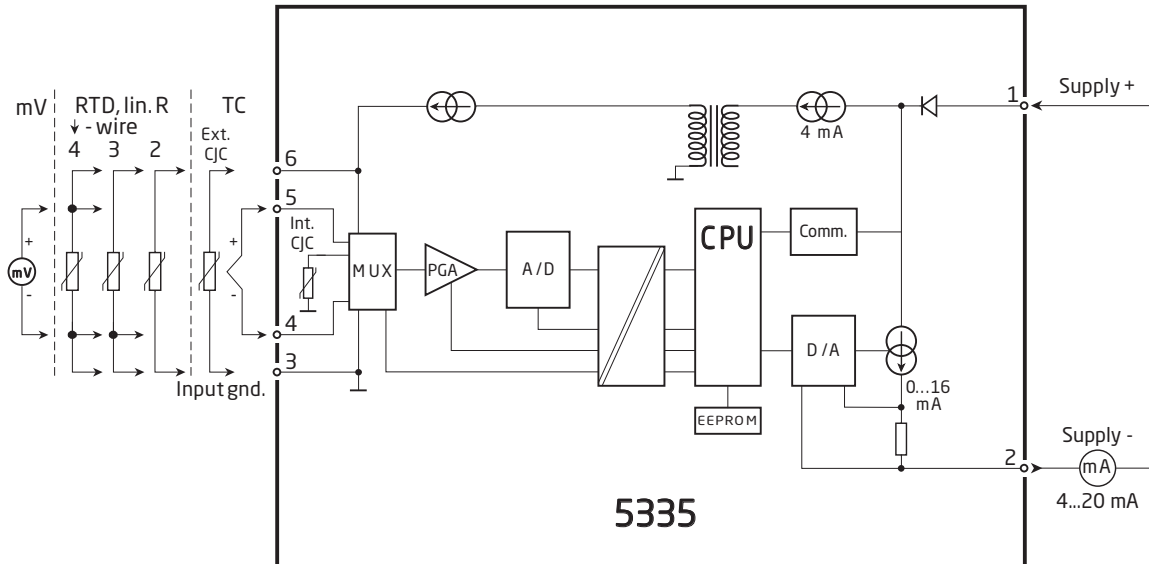 mV
RTD, lin. R
- wire
4 3 2
TC
Ext.
CJC
+
-
mV
+
-
Input gnd.
6
5
4
3
Int.
CJC
MUX
PGA
A/D
CPU
EEPROM
Comm.
D/A
4 mA
0...16
mA
1
2
Supply +
Supply -
mA
4...20 mA
5335